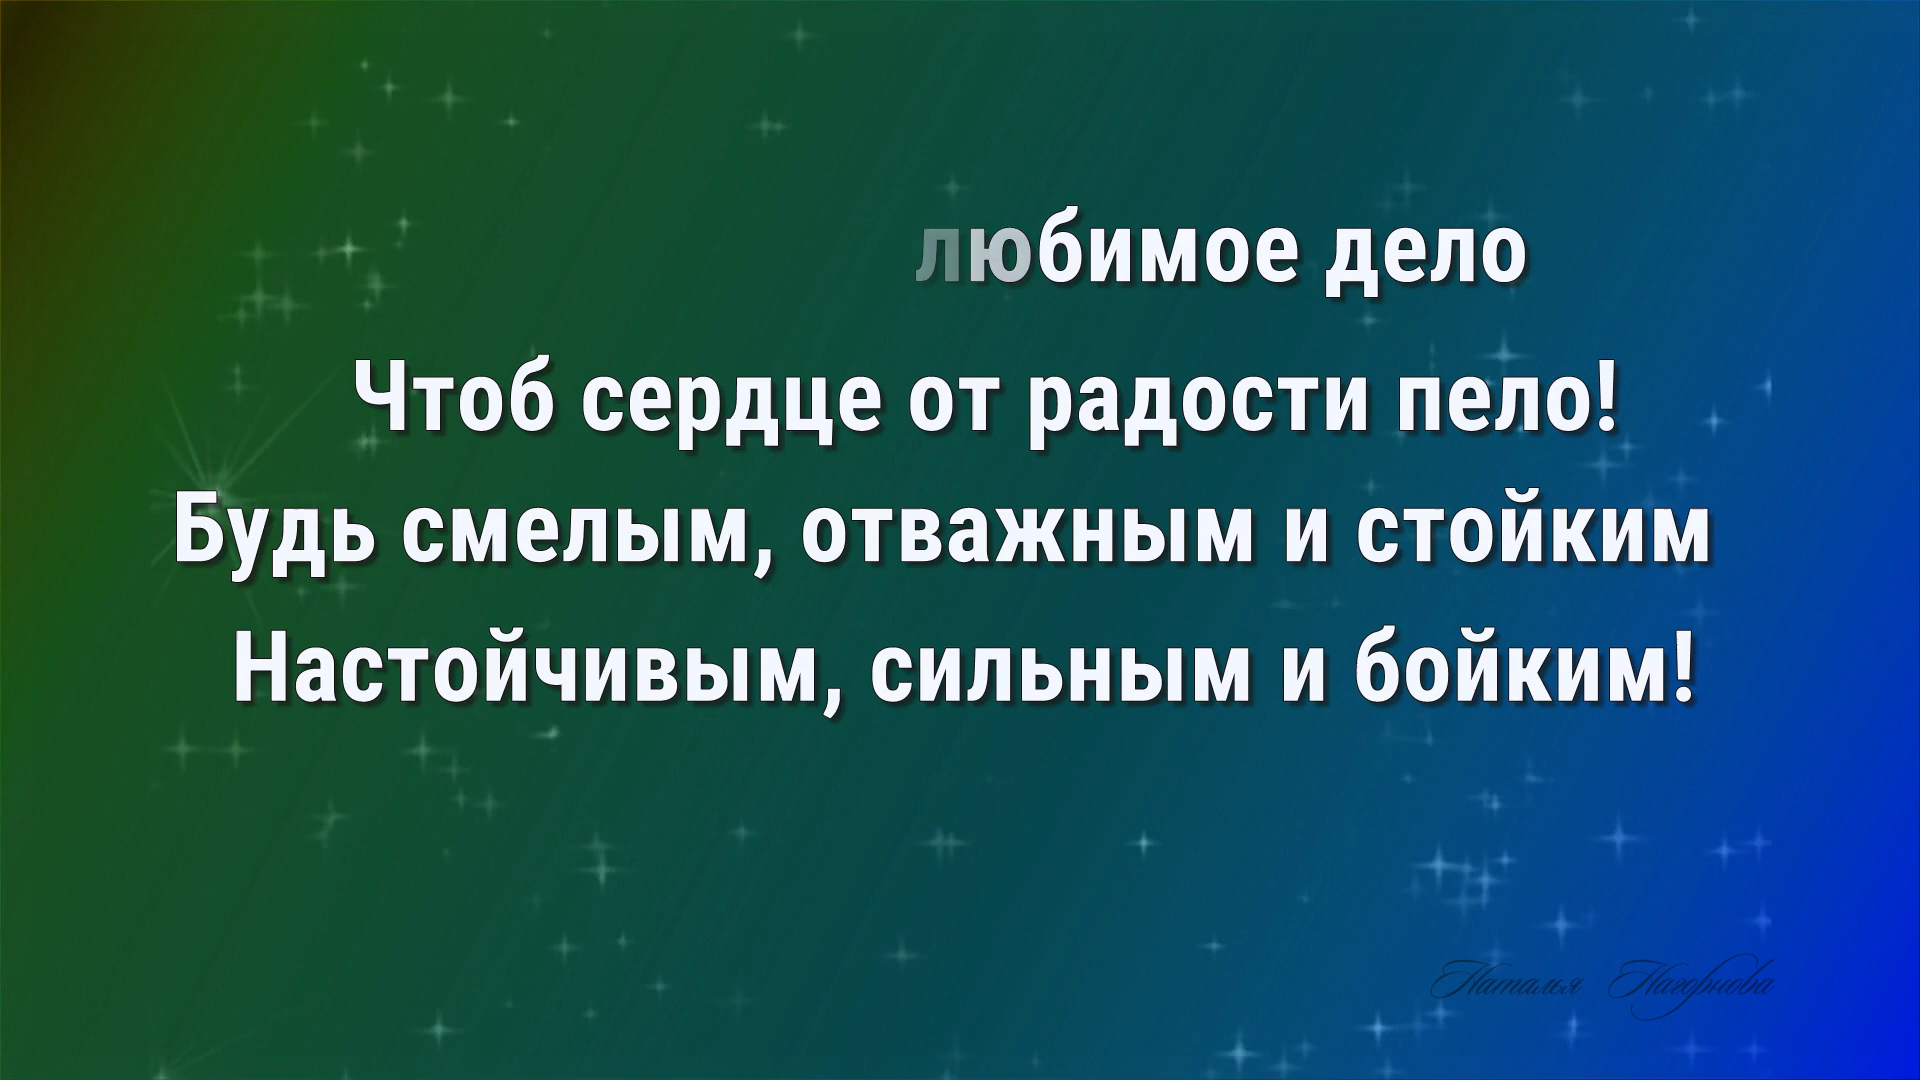 любимое дело
Чтоб сердце от радости пело!
Будь смелым, отважным и стойким
Настойчивым, сильным и бойким!
Наталья Нагорнова